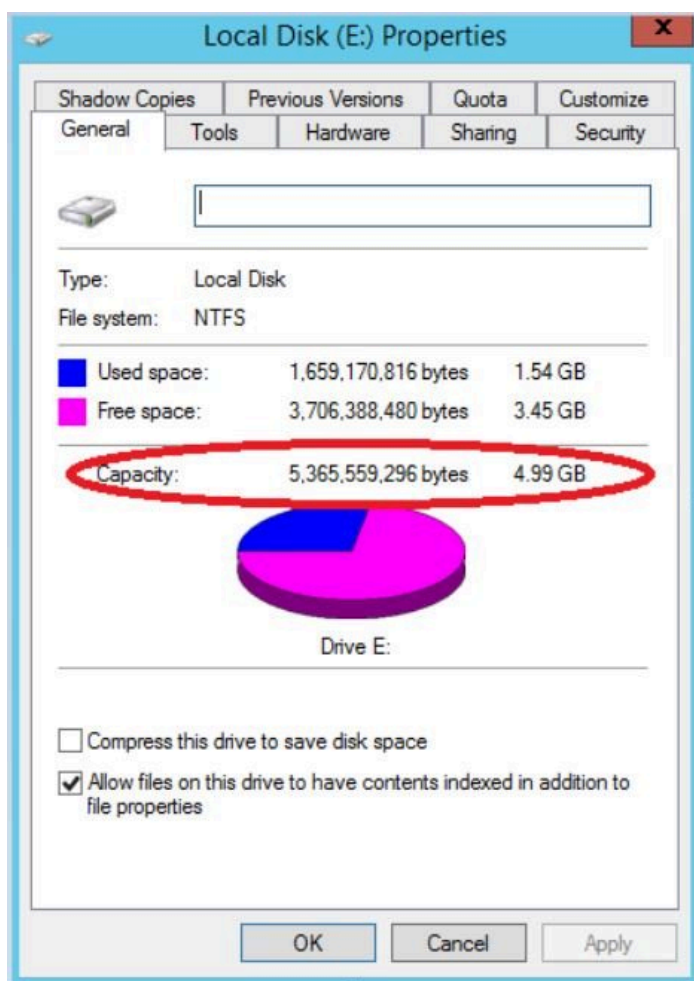 Local Disk (E:) Properties
x
Shadow Copies Previous Versions Quota Customize
General Tools Hardware Sharing Security
Type: Local Disk
File system: NTFS
Used space: 1,659,170,816 bytes 1.54 GB
Free space: 3,706,388,480 bytes 3.45 GB
Capacity: 5,365,559,296 bytes 4.99 GB
Drive E:
Compress this drive to save disk space
Allow files on this drive to have contents indexed in addition to
file properties
OK Cancel Apply